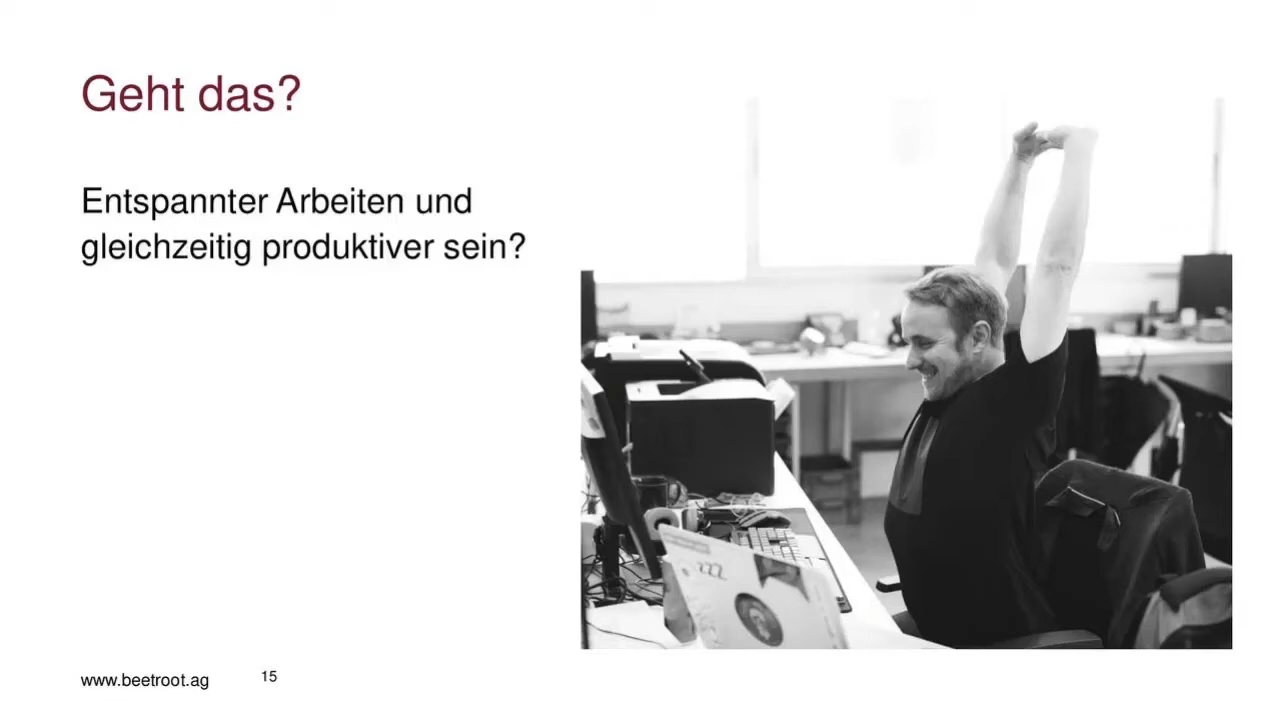 Geht das?
Entspannter Arbeiten und
gleichzeitig produktiver sein?
www.beetroot.ag
15